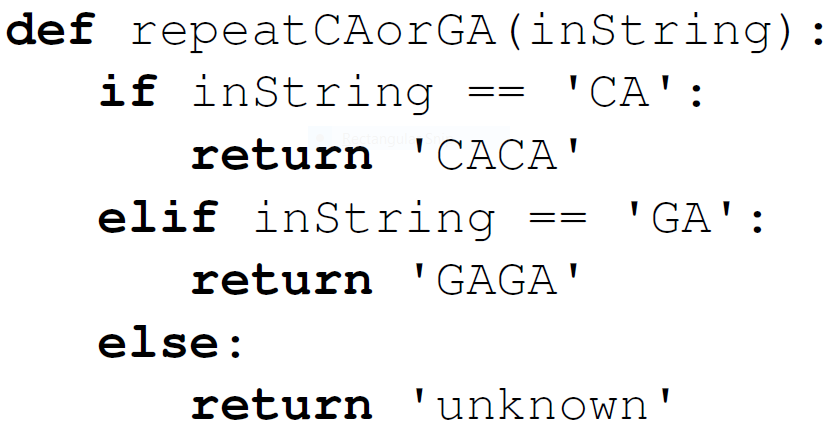 def repeatCAorGA(inString):
if inString == 'CA':
return 'CACA'
elif inString == 'GA':
return 'GAGA'
else:
return 'unknown'